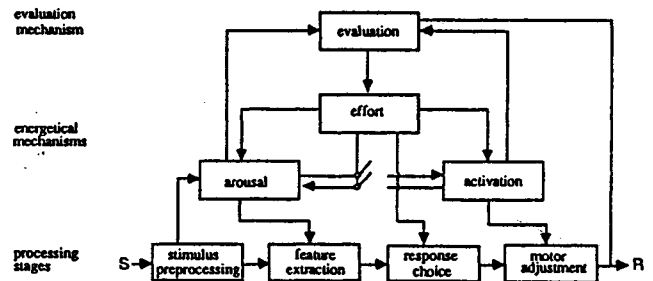 evaluation
mechanism
evaluation
effort
energetical
mechanisms
arousal
activation
processing
stages
S
stimulus
preprocessing
feature
extraction
response
choice
motor
adjustment
R